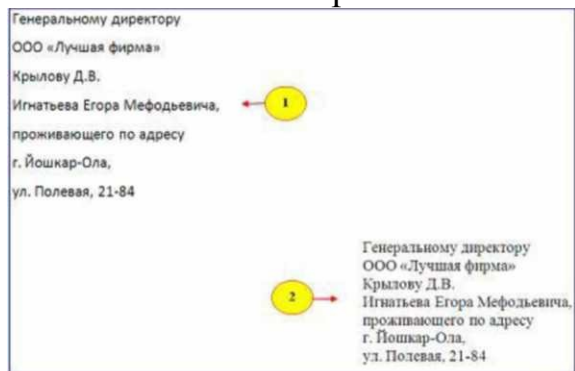 Генеральному директору
ООО «Лучшая фирма»
Крылову Д.В.
Игнатьева Егора Мефодьевича,
1
проживающего по адресу
г. Йошкар-Ола,
ул. Полевая, 21-84
Генеральному директору
ООО «Лучшая фирма»
Крылову Д.В.
2
Игнатьева Егора Мефодьевича,
проживающего по адресу
г. Йошкар-Ола,
ул. Полевая, 21-84